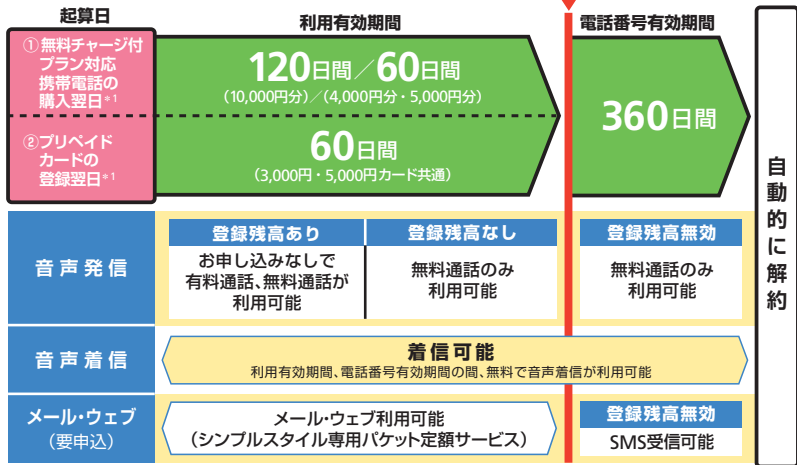 起算日
利用有効期間
電話番号有効期間
①無料チャージ付
プラン対応
携帯電話の
購入翌日*1
120日間／60日間
(10,000円分)／(4,000円分・5,000円分)
②プリペイド
カードの
登録翌日*1
60日間
(3,000円・5,000円カード共通)
360日間
自動的に解約
音声発信
登録残高あり
お申し込みなしで
有料通話、無料通話が
利用可能
登録残高なし
無料通話のみ
利用可能
登録残高無効
無料通話のみ
利用可能
音声着信
着信可能
利用有効期間、電話番号有効期間の間、無料で音声着信が利用可能
メール・ウェブ
(要申込)
メール・ウェブ利用可能
(シンプルスタイル専用パケット定額サービス)
登録残高無効
SMS受信可能